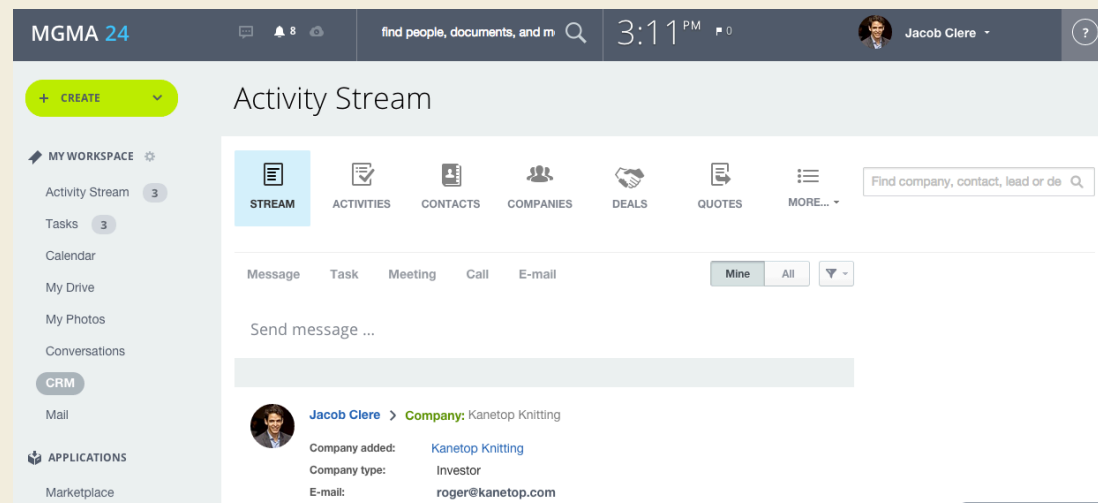 MGMA 24
8
find people, documents, and m
3:11 PM
0
Jacob Clere
?
+ CREATE
Activity Stream
MY WORKSPACE
Activity Stream 3
Tasks 3
Calendar
My Drive
My Photos
Conversations
CRM
Mail
APPLICATIONS
Marketplace
STREAM
ACTIVITIES
CONTACTS
COMPANIES
DEALS
QUOTES
MORE...
Find company, contact, lead or de
Message Task Meeting Call E-mail
Mine All
Send message ...
Jacob Clere > Company: Kanetop Knitting
Company added: Kanetop Knitting
Company type: Investor
E-mail: roger@kanetop.com